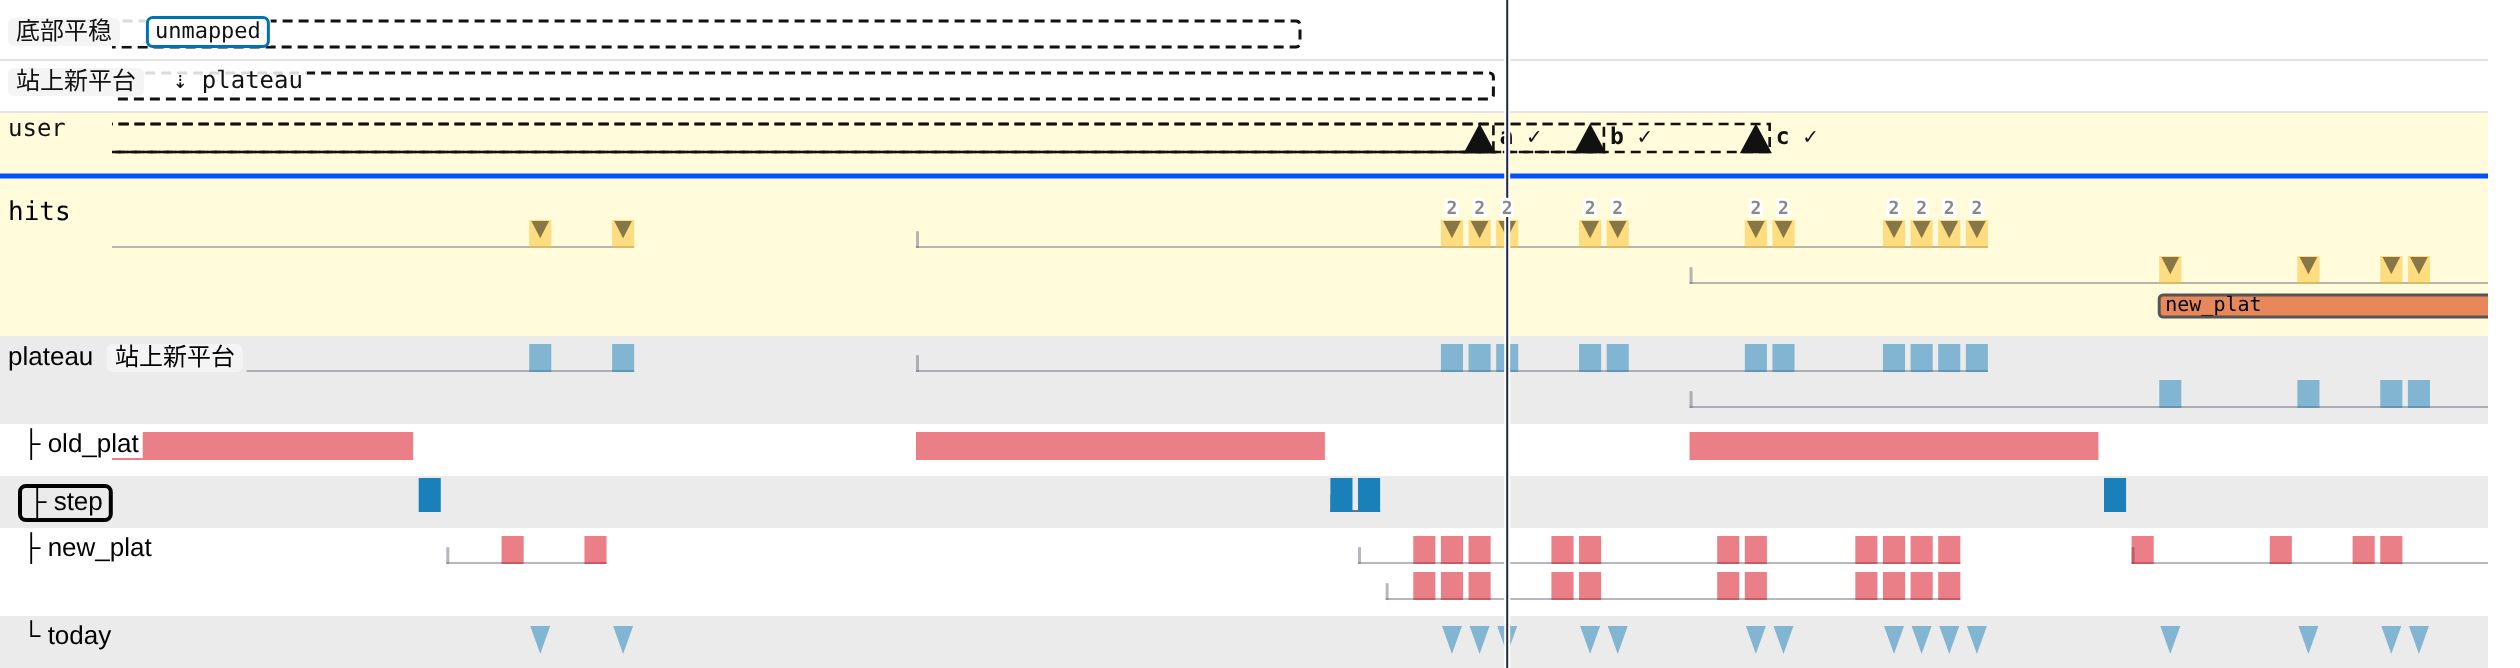 底部平稳 unmapped
站上新平台 ⇣ plateau
user a ✓ b ✓ c ✓
hits 2 2 2 2 2 2 2 2 2 2 2
new_plat
plateau 站上新平台
├ old_plat
├ step
├ new_plat
└ today